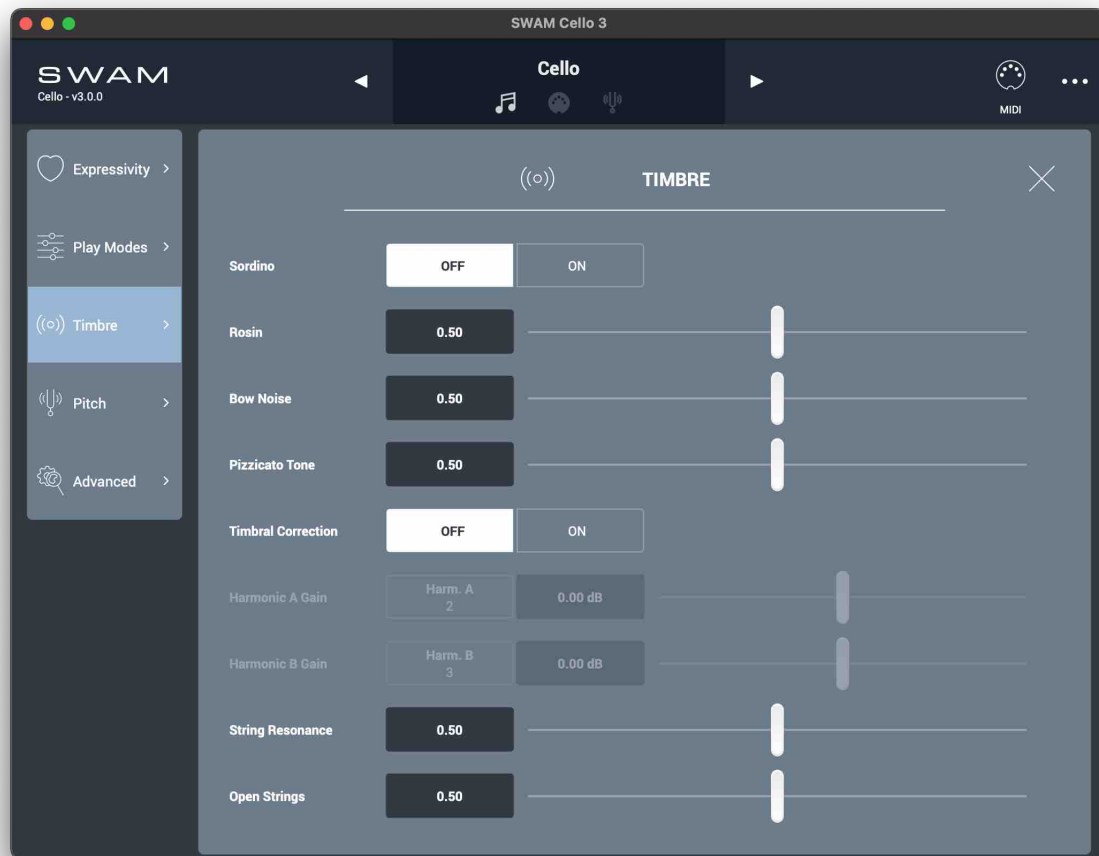 SWAM Cello 3
SWAM
Cello - v3.0.0
Cello
MIDI
Expressivity
Play Modes
Timbre
Pitch
Advanced
TIMBRE
Sordino OFF ON
Rosin 0.50
Bow Noise 0.50
Pizzicato Tone 0.50
Timbral Correction OFF ON
Harmonic A Gain Harm. A 2 0.00 dB
Harmonic B Gain Harm. B 3 0.00 dB
String Resonance 0.50
Open Strings 0.50